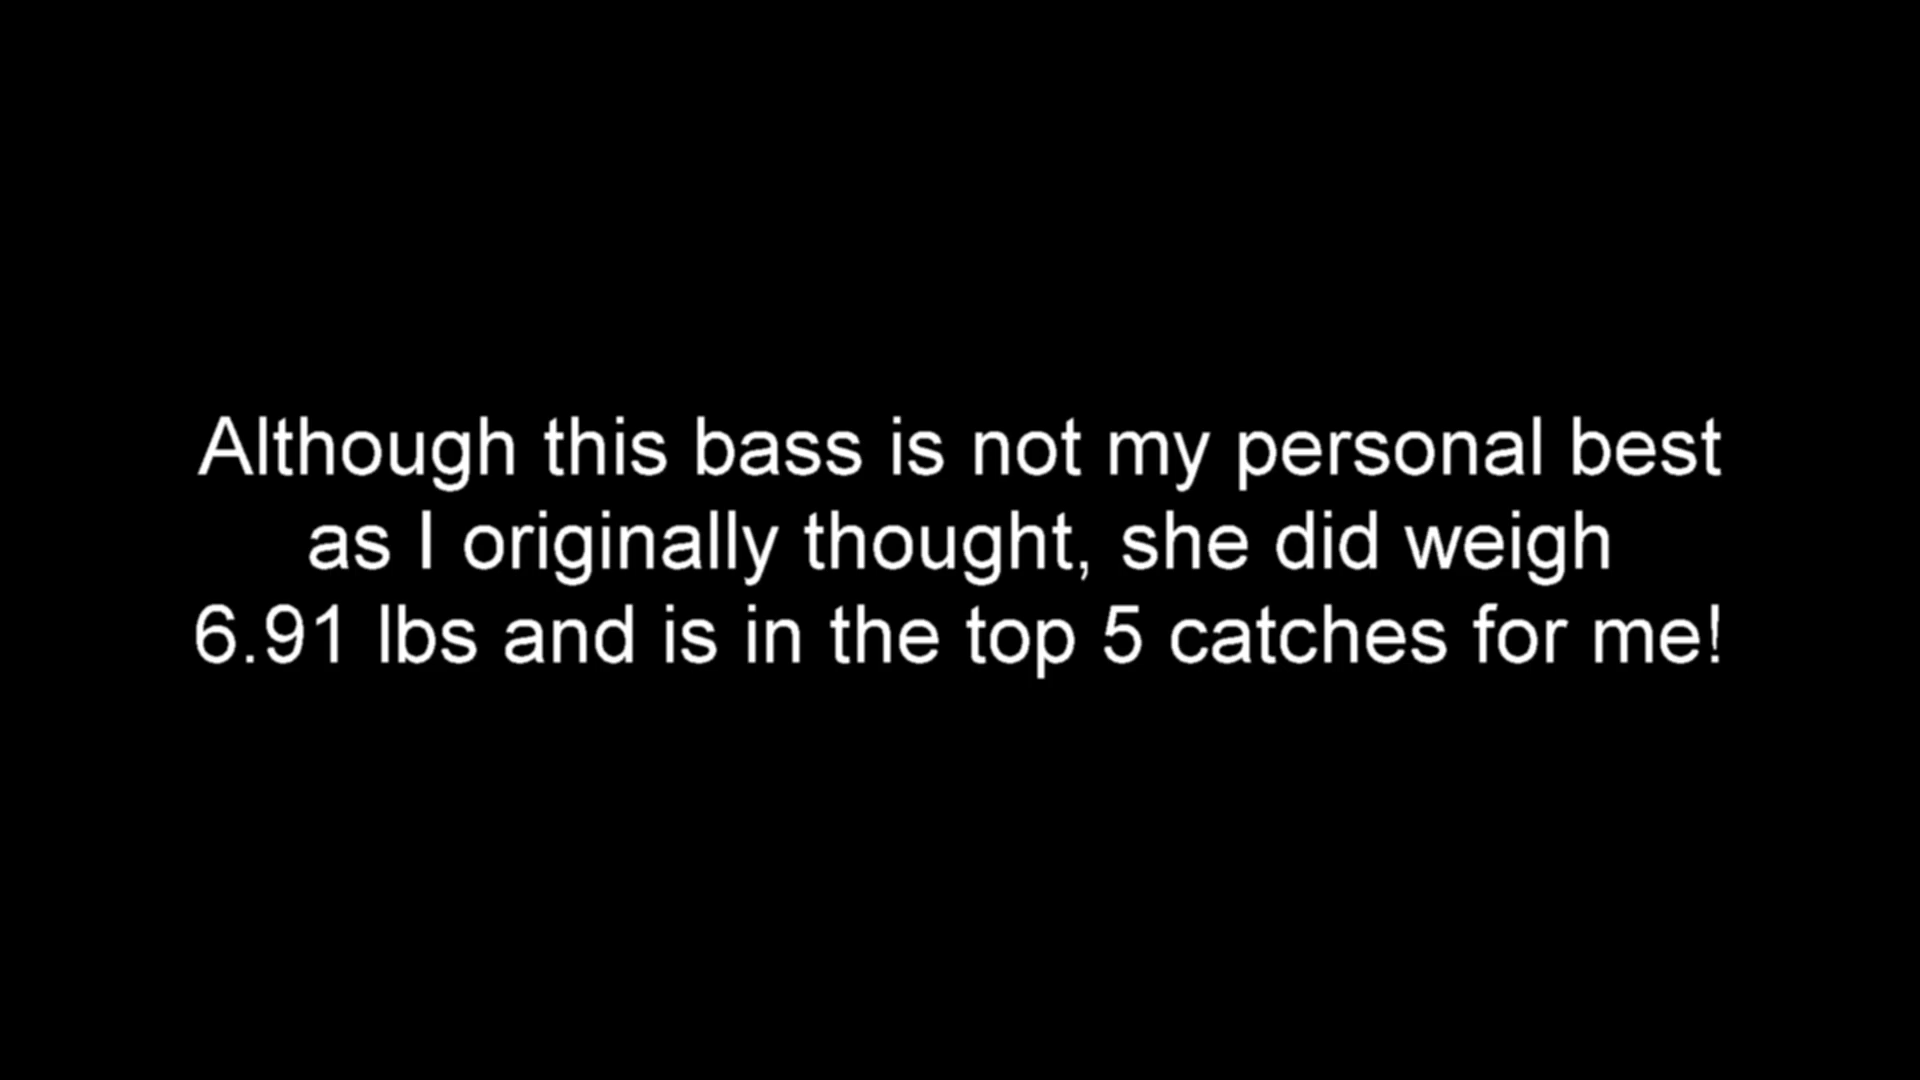 Although this bass is not my personal best
as I originally thought, she did weigh
6.91 lbs and is in the top 5 catches for me!